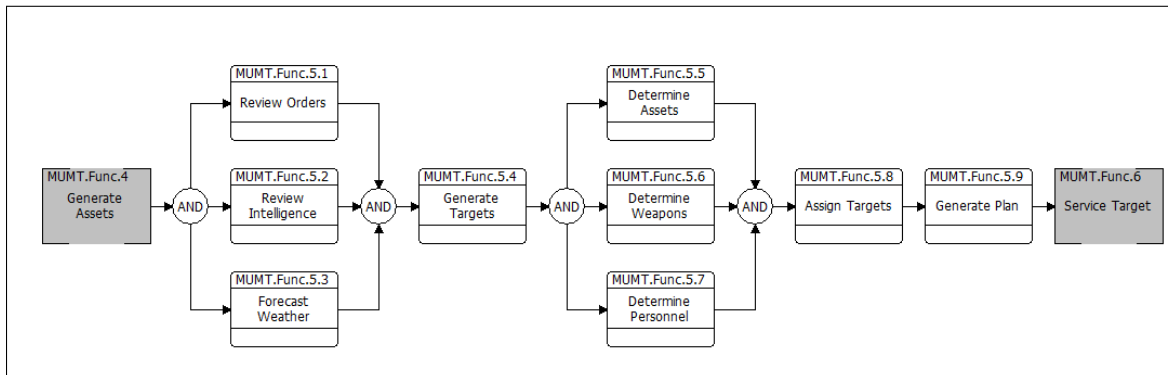 MUMT.Func.4
Generate
Assets
AND
MUMT.Func.5.1
Review Orders
MUMT.Func.5.2
Review
Intelligence
MUMT.Func.5.3
Forecast
Weather
AND
MUMT.Func.5.4
Generate
Targets
AND
MUMT.Func.5.5
Determine
Assets
MUMT.Func.5.6
Determine
Weapons
MUMT.Func.5.7
Determine
Personnel
AND
MUMT.Func.5.8
Assign Targets
MUMT.Func.5.9
Generate Plan
MUMT.Func.6
Service Target